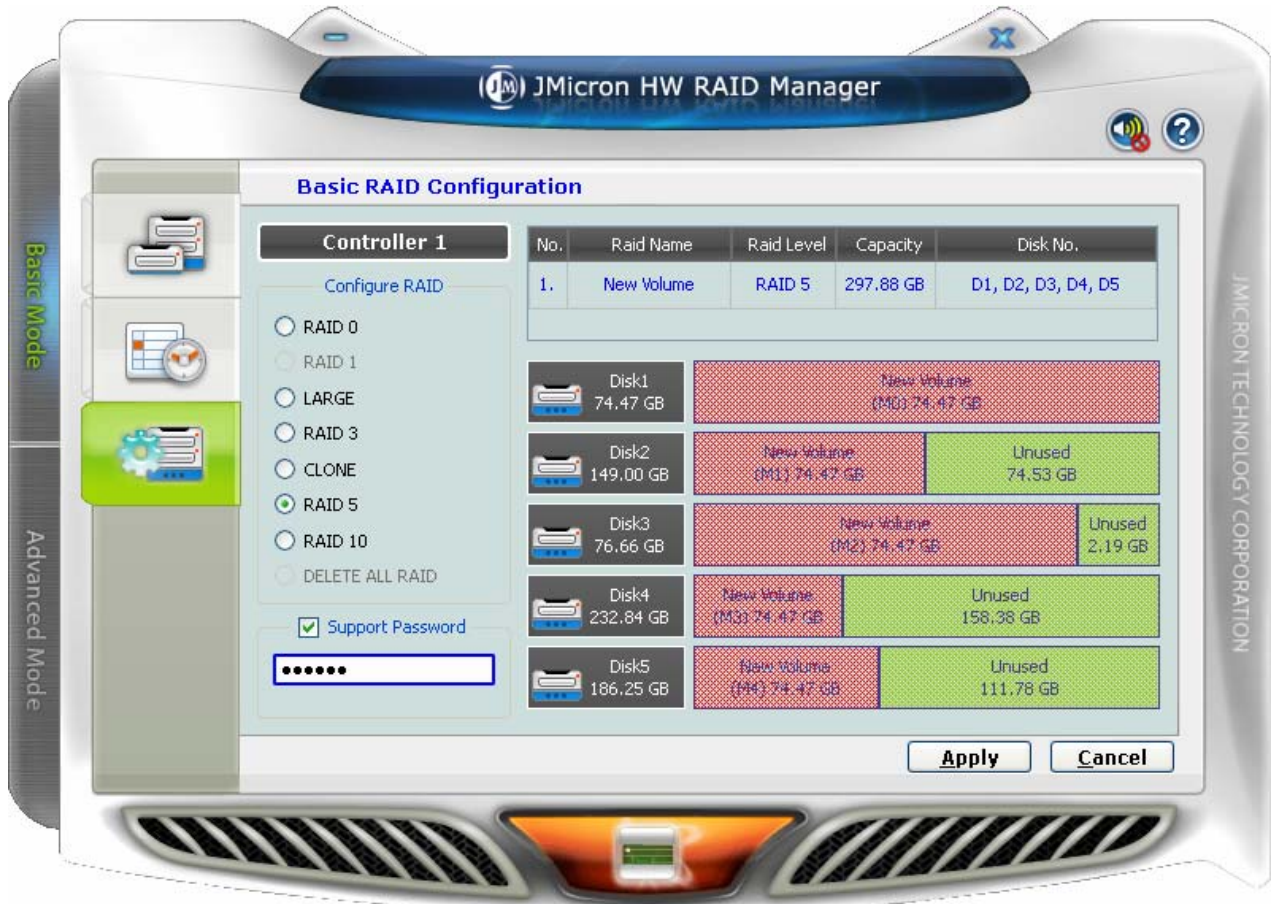 JMicron HW RAID Manager
Basic RAID Configuration
Basic Mode
Advanced Mode
Controller 1
Configure RAID
RAID 0
RAID 1
LARGE
RAID 3
CLONE
RAID 5
RAID 10
DELETE ALL RAID
Support Password
No. Raid Name Raid Level Capacity Disk No.
1. New Volume RAID 5 297.88 GB D1, D2, D3, D4, D5
Disk1
74.47 GB
New Volume
(M0) 74.47 GB
Disk2
149.00 GB
New Volume
(M1) 74.47 GB
Unused
74.53 GB
Disk3
76.66 GB
New Volume
(M2) 74.47 GB
Unused
2.19 GB
Disk4
232.84 GB
New Volume
(M3) 74.47 GB
Unused
158.38 GB
Disk5
186.25 GB
New Volume
(M4) 74.47 GB
Unused
111.78 GB
Apply
Cancel
JMICRON TECHNOLOGY CORPORATION